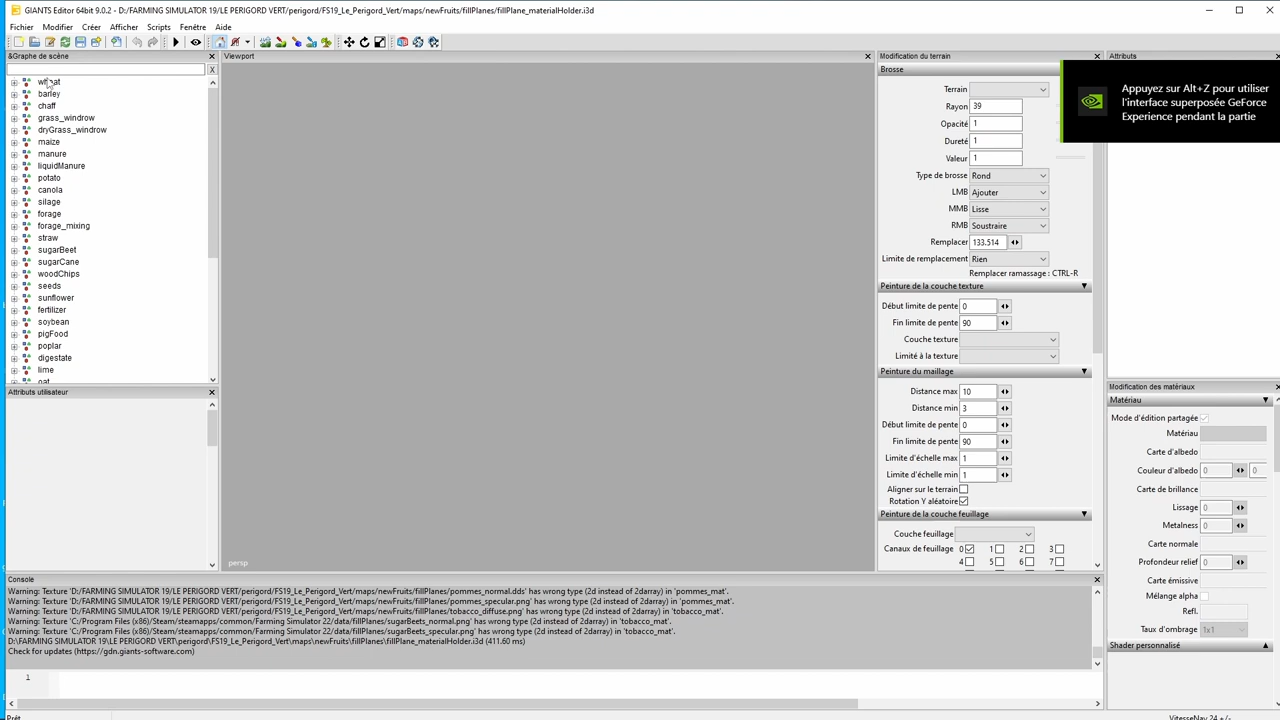 GIANTS Editor 64bit 9.0.2 - D:/FARMING SIMULATOR 19/LE PERIGORD VERT/perigord/FS19_Le_Perigord_Vert/maps/newFruits/fillPlanes/fillPlane_materialHolder.i3d
Fichier Modifier Créer Afficher Scripts Fenêtre Aide
&Graphe de scène
X
wheat
barley
chaff
grass_windrow
dryGrass_windrow
maize
manure
liquidManure
potato
canola
silage
forage
forage_mixing
straw
sugarBeet
sugarCane
woodChips
seeds
sunflower
fertilizer
soybean
pigFood
poplar
digestate
lime
oat
Attributs utilisateur
Viewport
persp
Modification du terrain
Brosse
Terrain
Rayon 39
Opacité 1
Dureté 1
Valeur 1
Type de brosse Rond
LMB Ajouter
MMB Lisse
RMB Soustraire
Remplacer 133.514
Limite de remplacement Rien
Remplacer ramassage : CTRL-R
Peinture de la couche texture
Début limite de pente 0
Fin limite de pente 90
Couche texture
Limité à la texture
Peinture du maillage
Distance max 10
Distance min 3
Début limite de pente 0
Fin limite de pente 90
Limite d'échelle max 1
Limite d'échelle min 1
Aligner sur le terrain
Rotation Y aléatoire
Peinture de la couche feuillage
Couche feuillage
Canaux de feuillage 0 1 2 3
4 5 6 7
Attributs
Appuyez sur Alt+Z pour utiliser
l'interface superposée GeForce
Experience pendant la partie
Modification des matériaux
Matériau
Mode d'édition partagée
Matériau
Carte d'albedo
Couleur d'albedo 0 0
Carte de brillance
Lissage 0
Metalness 0
Carte normale
Profondeur relief 0
Carte émissive
Mélange alpha
Refl.
Taux d'ombrage 1x1
Shader personnalisé
Console
Warning: Texture 'D:/FARMING SIMULATOR 19/LE PERIGORD VERT/perigord/FS19_Le_Perigord_Vert/maps/newFruits/fillPlanes/pommes_normal.dds' has wrong type (2d instead of 2darray) in 'pommes_mat'.
Warning: Texture 'D:/FARMING SIMULATOR 19/LE PERIGORD VERT/perigord/FS19_Le_Perigord_Vert/maps/newFruits/fillPlanes/pommes_specular.png' has wrong type (2d instead of 2darray) in 'pommes_mat'.
Warning: Texture 'D:/FARMING SIMULATOR 19/LE PERIGORD VERT/perigord/FS19_Le_Perigord_Vert/maps/newFruits/fillPlanes/tobacco_diffuse.png' has wrong type (2d instead of 2darray) in 'tobacco_mat'.
Warning: Texture 'C:/Program Files (x86)/Steam/steamapps/common/Farming Simulator 22/data/fillPlanes/sugarBeets_normal.png' has wrong type (2d instead of 2darray) in 'tobacco_mat'.
Warning: Texture 'C:/Program Files (x86)/Steam/steamapps/common/Farming Simulator 22/data/fillPlanes/sugarBeets_specular.png' has wrong type (2d instead of 2darray) in 'tobacco_mat'.
D:\FARMING SIMULATOR 19\LE PERIGORD VERT\perigord\FS19_Le_Perigord_Vert\maps\newFruits\fillPlanes\fillPlane_materialHolder.i3d (411.60 ms)
Check for updates (https://gdn.giants-software.com)
1
Prêt
VitesseNav 24 +/-